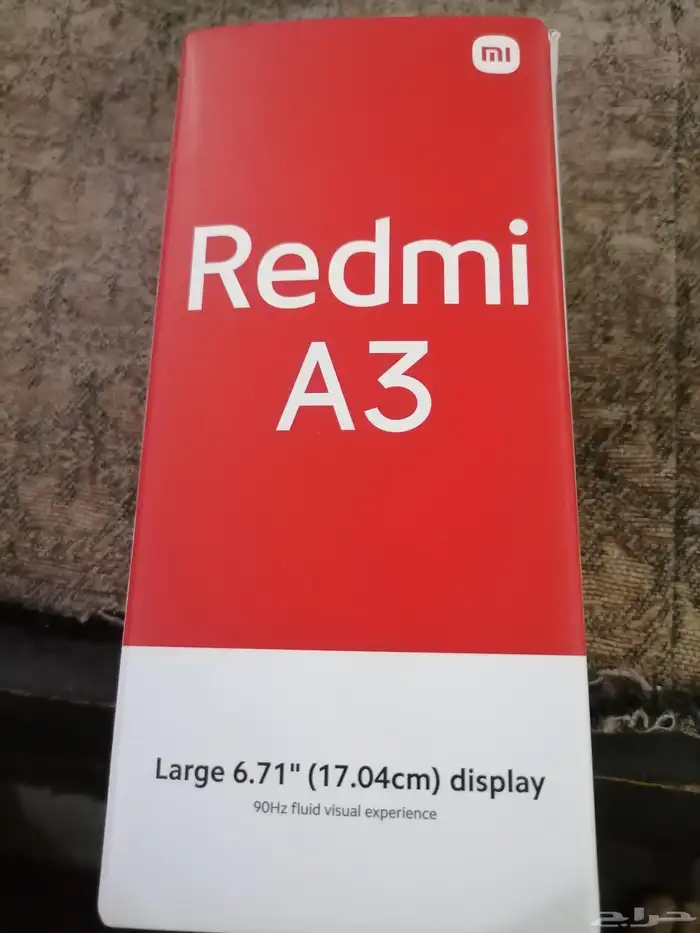 mi
Redmi
A3
Large 6.71" (17.04cm) display
90Hz fluid visual experience
حراج